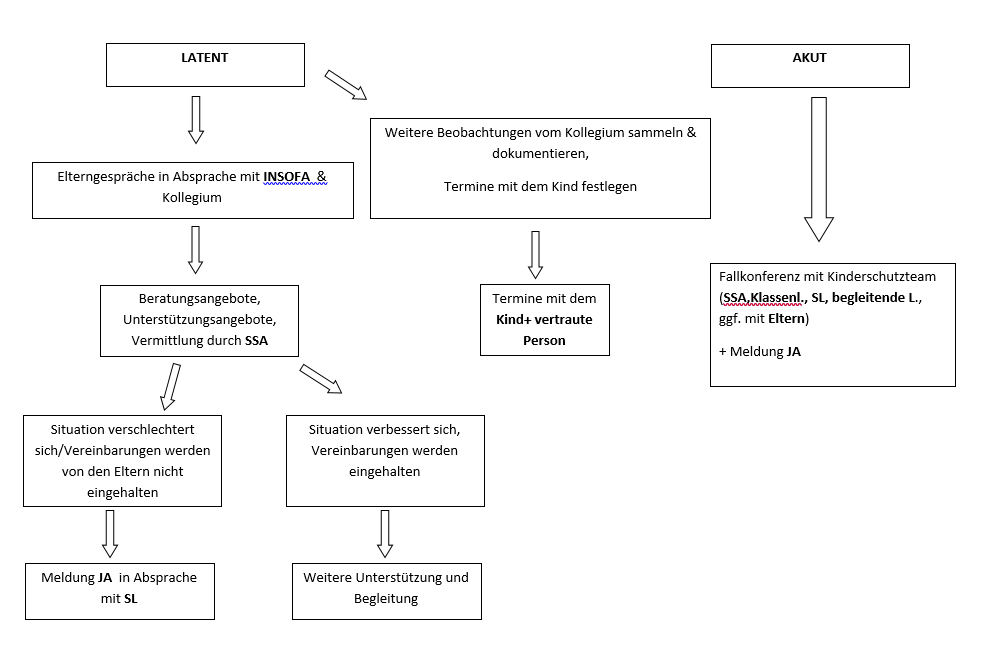 LATENT
AKUT
Weitere Beobachtungen vom Kollegium sammeln &
dokumentieren,
Termine mit dem Kind festlegen
Elterngespräche in Absprache mit INSOFA  &
Kollegium
Beratungsangebote,
Unterstützungsangebote,
Vermittlung durch SSA
Termine mit dem
Kind+ vertraute
Person
Fallkonferenz mit Kinderschutzteam
(SSA,Klassenl., SL, begleitende L.,
ggf. mit Eltern)
+ Meldung JA
Situation verschlechtert
sich/Vereinbarungen werden
von den Eltern nicht
eingehalten
Situation verbessert sich,
Vereinbarungen werden
eingehalten
Meldung JA  in Absprache
mit SL
Weitere Unterstützung und
Begleitung